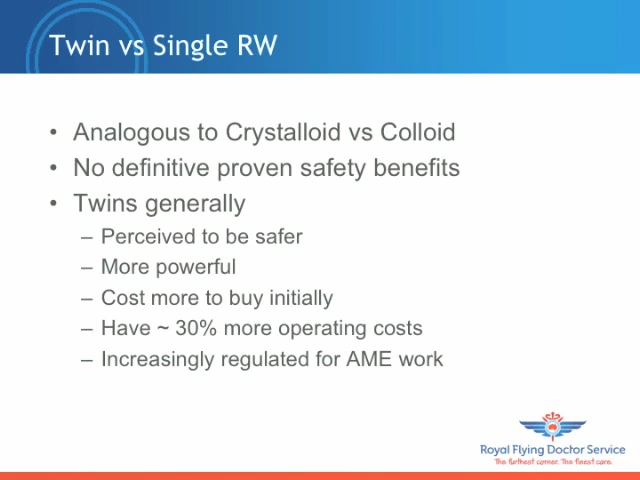 Twin vs Single RW
• Analogous to Crystalloid vs Colloid
• No definitive proven safety benefits
• Twins generally
– Perceived to be safer
– More powerful
– Cost more to buy initially
– Have ~ 30% more operating costs
– Increasingly regulated for AME work
Royal Flying Doctor Service
The furthest corner. The finest care.